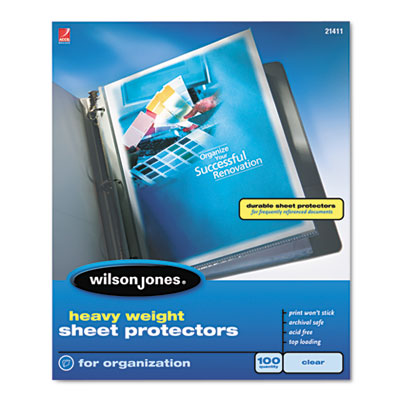 ACCO
21411
Organize Your
Successful
Renovation
durable sheet protectors
for frequently referenced documents
wilson jones®
heavy weight
sheet protectors
print won't stick
archival safe
acid free
top loading
for organization
100
quantity
clear